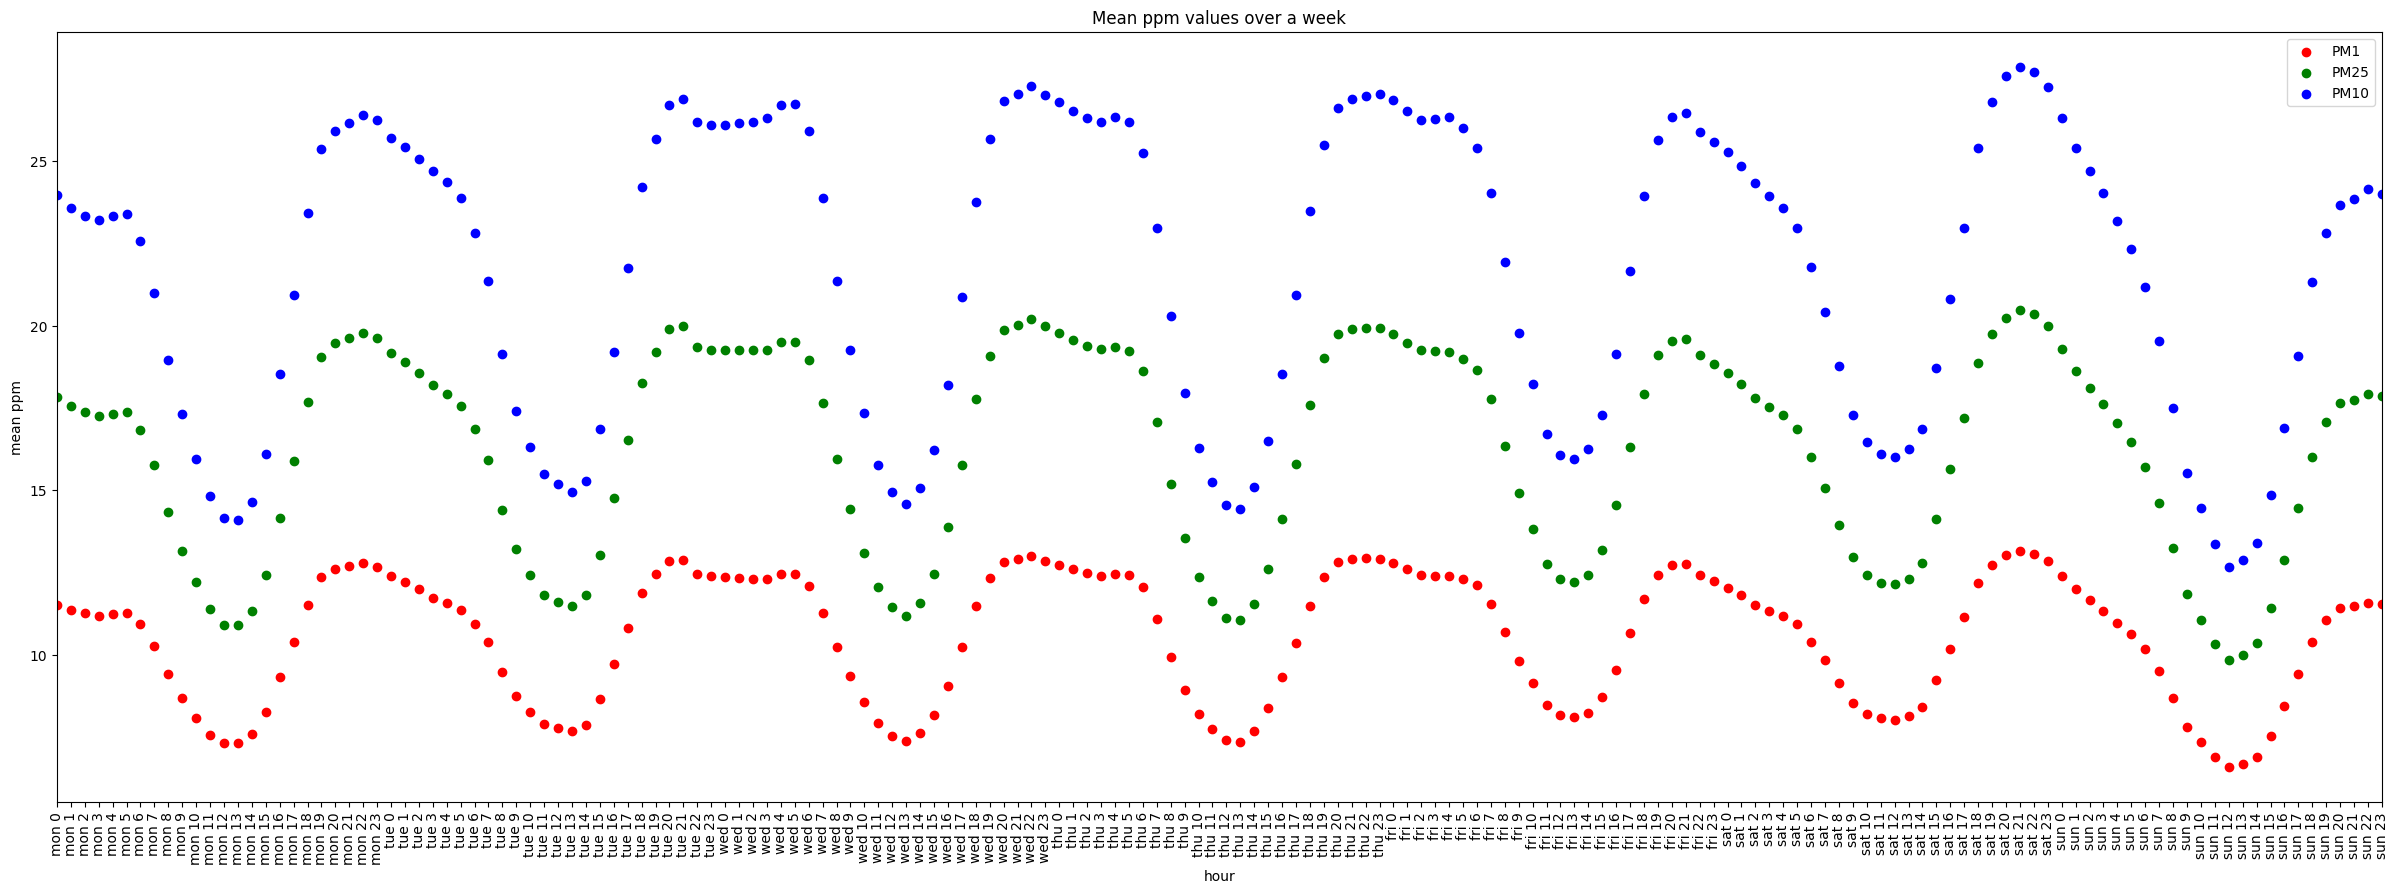 Mean ppm values over a week
PM1
PM25
PM10
25
20
15
10
mean ppm
mon 0
mon 1
mon 2
mon 3
mon 4
mon 5
mon 6
mon 7
mon 8
mon 9
mon 10
mon 11
mon 12
mon 13
mon 14
mon 15
mon 16
mon 17
mon 18
mon 19
mon 20
mon 21
mon 22
mon 23
tue 0
tue 1
tue 2
tue 3
tue 4
tue 5
tue 6
tue 7
tue 8
tue 9
tue 10
tue 11
tue 12
tue 13
tue 14
tue 15
tue 16
tue 17
tue 18
tue 19
tue 20
tue 21
tue 22
tue 23
wed 0
wed 1
wed 2
wed 3
wed 4
wed 5
wed 6
wed 7
wed 8
wed 9
wed 10
wed 11
wed 12
wed 13
wed 14
wed 15
wed 16
wed 17
wed 18
wed 19
wed 20
wed 21
wed 22
wed 23
thu 0
thu 1
thu 2
thu 3
thu 4
thu 5
thu 6
thu 7
thu 8
thu 9
thu 10
thu 11
thu 12
thu 13
thu 14
thu 15
thu 16
thu 17
thu 18
thu 19
thu 20
thu 21
thu 22
thu 23
fri 0
fri 1
fri 2
fri 3
fri 4
fri 5
fri 6
fri 7
fri 8
fri 9
fri 10
fri 11
fri 12
fri 13
fri 14
fri 15
fri 16
fri 17
fri 18
fri 19
fri 20
fri 21
fri 22
fri 23
sat 0
sat 1
sat 2
sat 3
sat 4
sat 5
sat 6
sat 7
sat 8
sat 9
sat 10
sat 11
sat 12
sat 13
sat 14
sat 15
sat 16
sat 17
sat 18
sat 19
sat 20
sat 21
sat 22
sat 23
sun 0
sun 1
sun 2
sun 3
sun 4
sun 5
sun 6
sun 7
sun 8
sun 9
sun 10
sun 11
sun 12
sun 13
sun 14
sun 15
sun 16
sun 17
sun 18
sun 19
sun 20
sun 21
sun 22
sun 23
hour